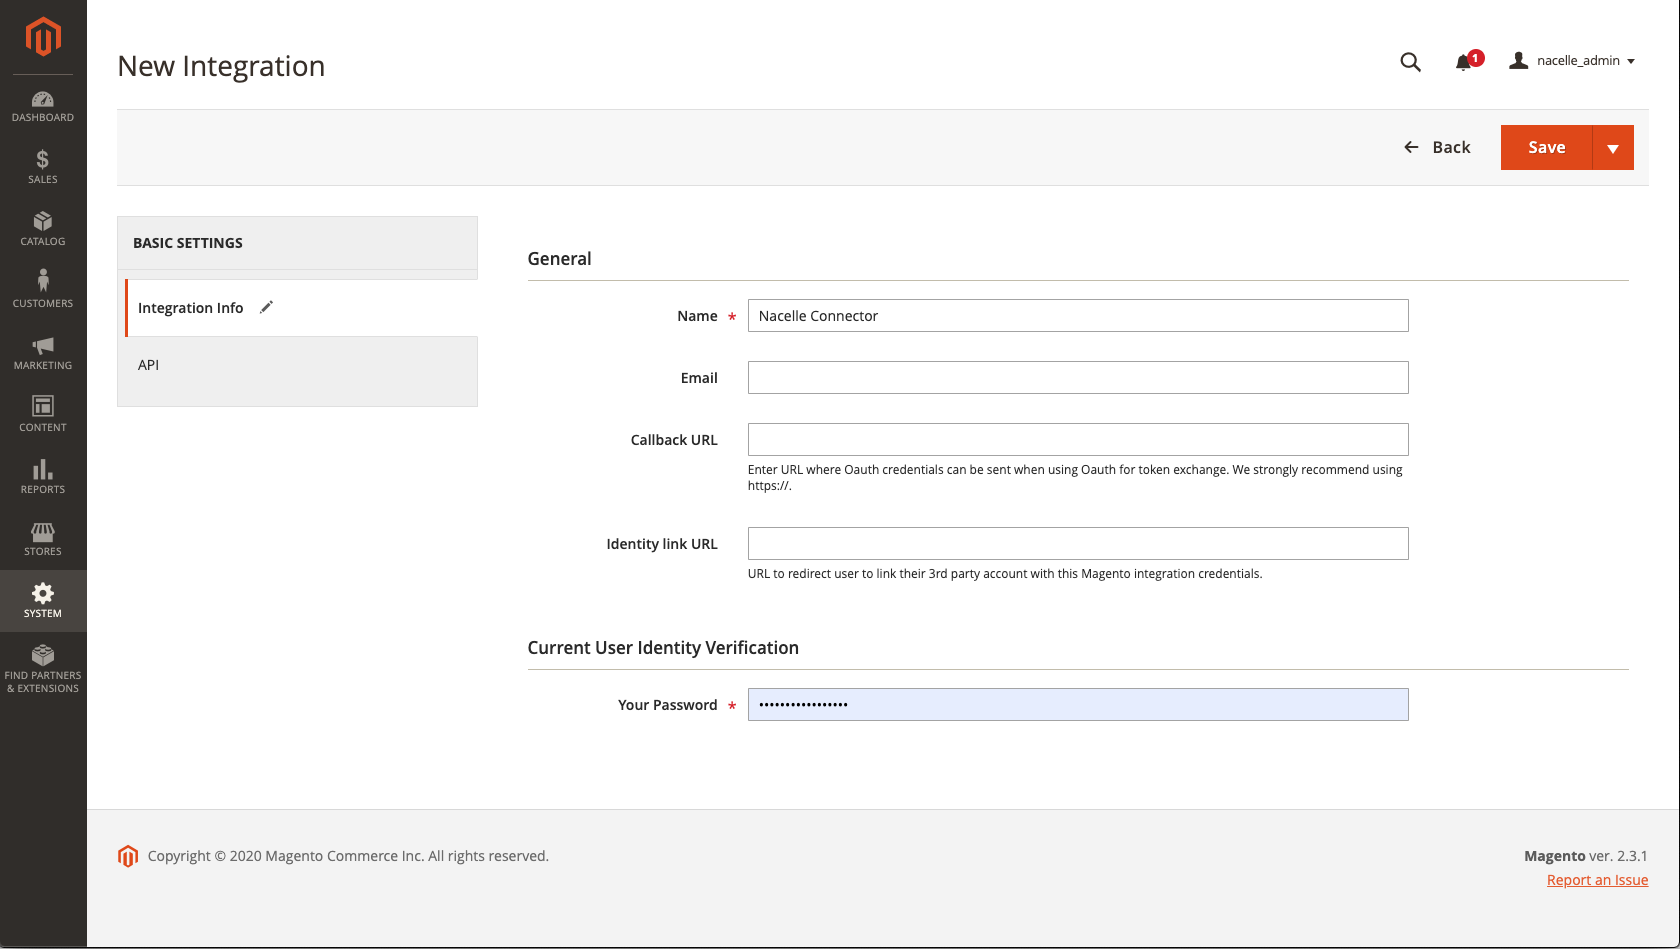 New Integration
1
nacelle_admin
Back
Save
DASHBOARD
SALES
CATALOG
CUSTOMERS
MARKETING
CONTENT
REPORTS
STORES
SYSTEM
FIND PARTNERS
& EXTENSIONS
BASIC SETTINGS
Integration Info
API
General
Name *
Nacelle Connector
Email
Callback URL
Enter URL where Oauth credentials can be sent when using Oauth for token exchange. We strongly recommend using
https://.
Identity link URL
URL to redirect user to link their 3rd party account with this Magento integration credentials.
Current User Identity Verification
Your Password *
•••••••••••••••••
Copyright © 2020 Magento Commerce Inc. All rights reserved.
Magento ver. 2.3.1
Report an Issue